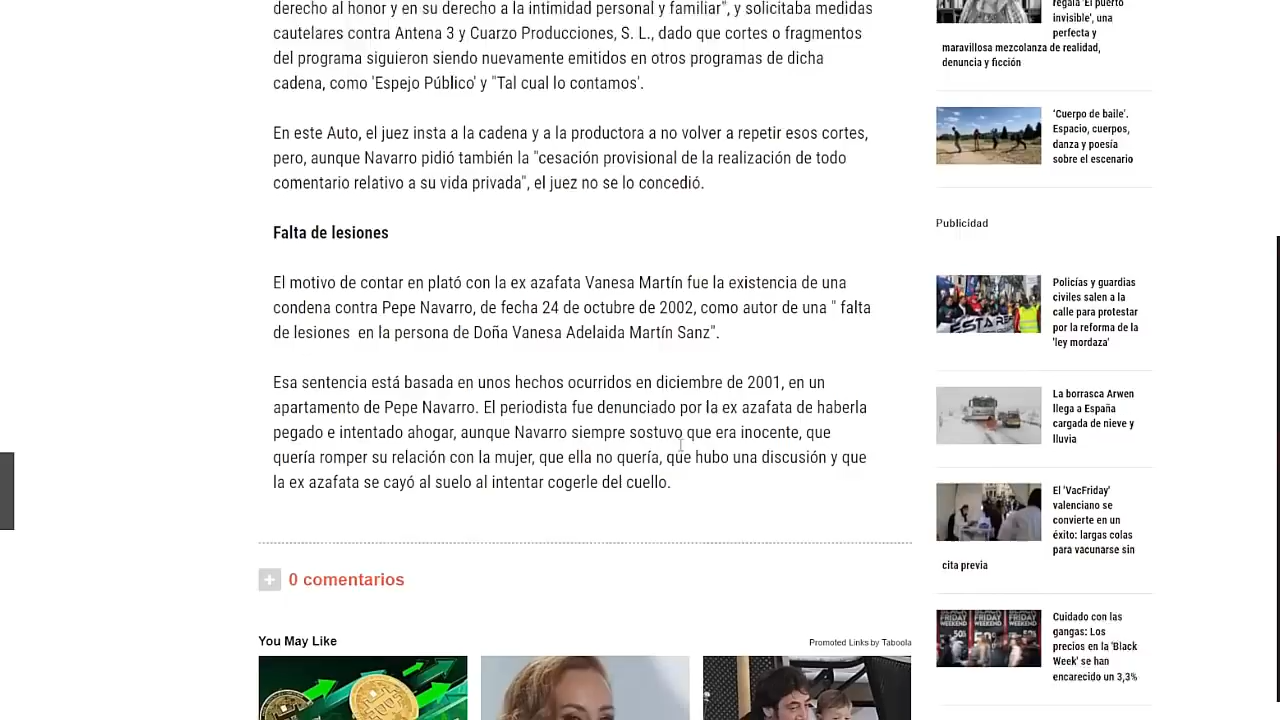 derecho al honor y en su derecho a la intimidad personal y familiar", y solicitaba medidas
cautelares contra Antena 3 y Cuarzo Producciones, S. L., dado que cortes o fragmentos
del programa siguieron siendo nuevamente emitidos en otros programas de dicha
cadena, como 'Espejo Público' y "Tal cual lo contamos'.
En este Auto, el juez insta a la cadena y a la productora a no volver a repetir esos cortes,
pero, aunque Navarro pidió también la "cesación provisional de la realización de todo
comentario relativo a su vida privada", el juez no se lo concedió.
Falta de lesiones
El motivo de contar en plató con la ex azafata Vanesa Martín fue la existencia de una
condena contra Pepe Navarro, de fecha 24 de octubre de 2002, como autor de una " falta
de lesiones en la persona de Doña Vanesa Adelaida Martín Sanz".
Esa sentencia está basada en unos hechos ocurridos en diciembre de 2001, en un
apartamento de Pepe Navarro. El periodista fue denunciado por la ex azafata de haberla
pegado e intentado ahogar, aunque Navarro siempre sostuvo que era inocente, que
quería romper su relación con la mujer, que ella no quería, que hubo una discusión y que
la ex azafata se cayó al suelo al intentar cogerle del cuello.
0 comentarios
You May Like
Promoted Links by Taboola
regala 'El puerto
invisible', una
perfecta y
maravillosa mezcolanza de realidad,
denuncia y ficción
'Cuerpo de baile'.
Espacio, cuerpos,
danza y poesía
sobre el escenario
Publicidad
Policías y guardias
civiles salen a la
calle para protestar
por la reforma de la
'ley mordaza'
La borrasca Arwen
llega a España
cargada de nieve y
lluvia
El 'VacFriday'
valenciano se
convierte en un
éxito: largas colas
para vacunarse sin
cita previa
Cuidado con las
gangas: Los
precios en la 'Black
Week' se han
encarecido un 3,3%